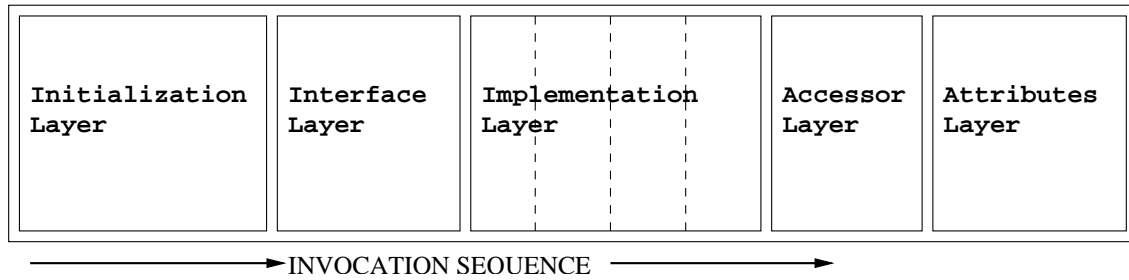 Initialization Layer
Interface Layer
Implementation Layer
Accessor Layer
Attributes Layer
INVOCATION SEQUENCE